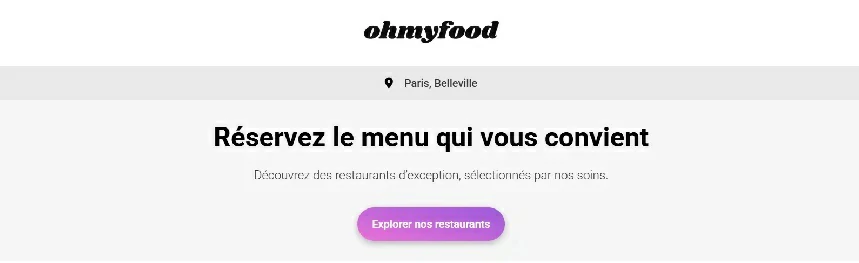 ohmyfood
Paris, Belleville
Réservez le menu qui vous convient
Découvrez des restaurants d'exception, sélectionnés par nos soins.
Explorer nos restaurants